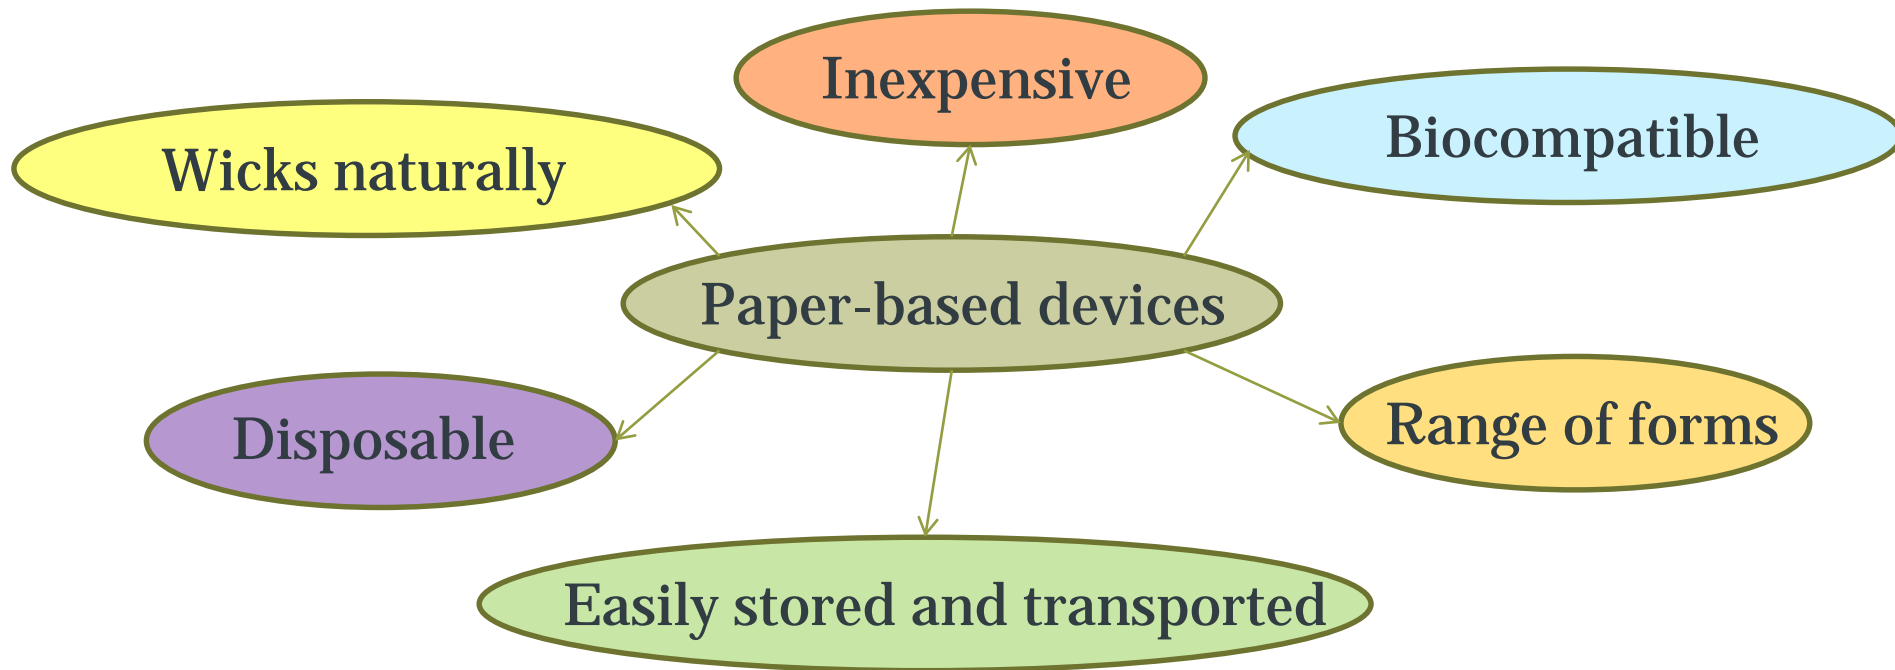 Inexpensive
Biocompatible
Wicks naturally
Paper-based devices
Range of forms
Disposable
Easily stored and transported